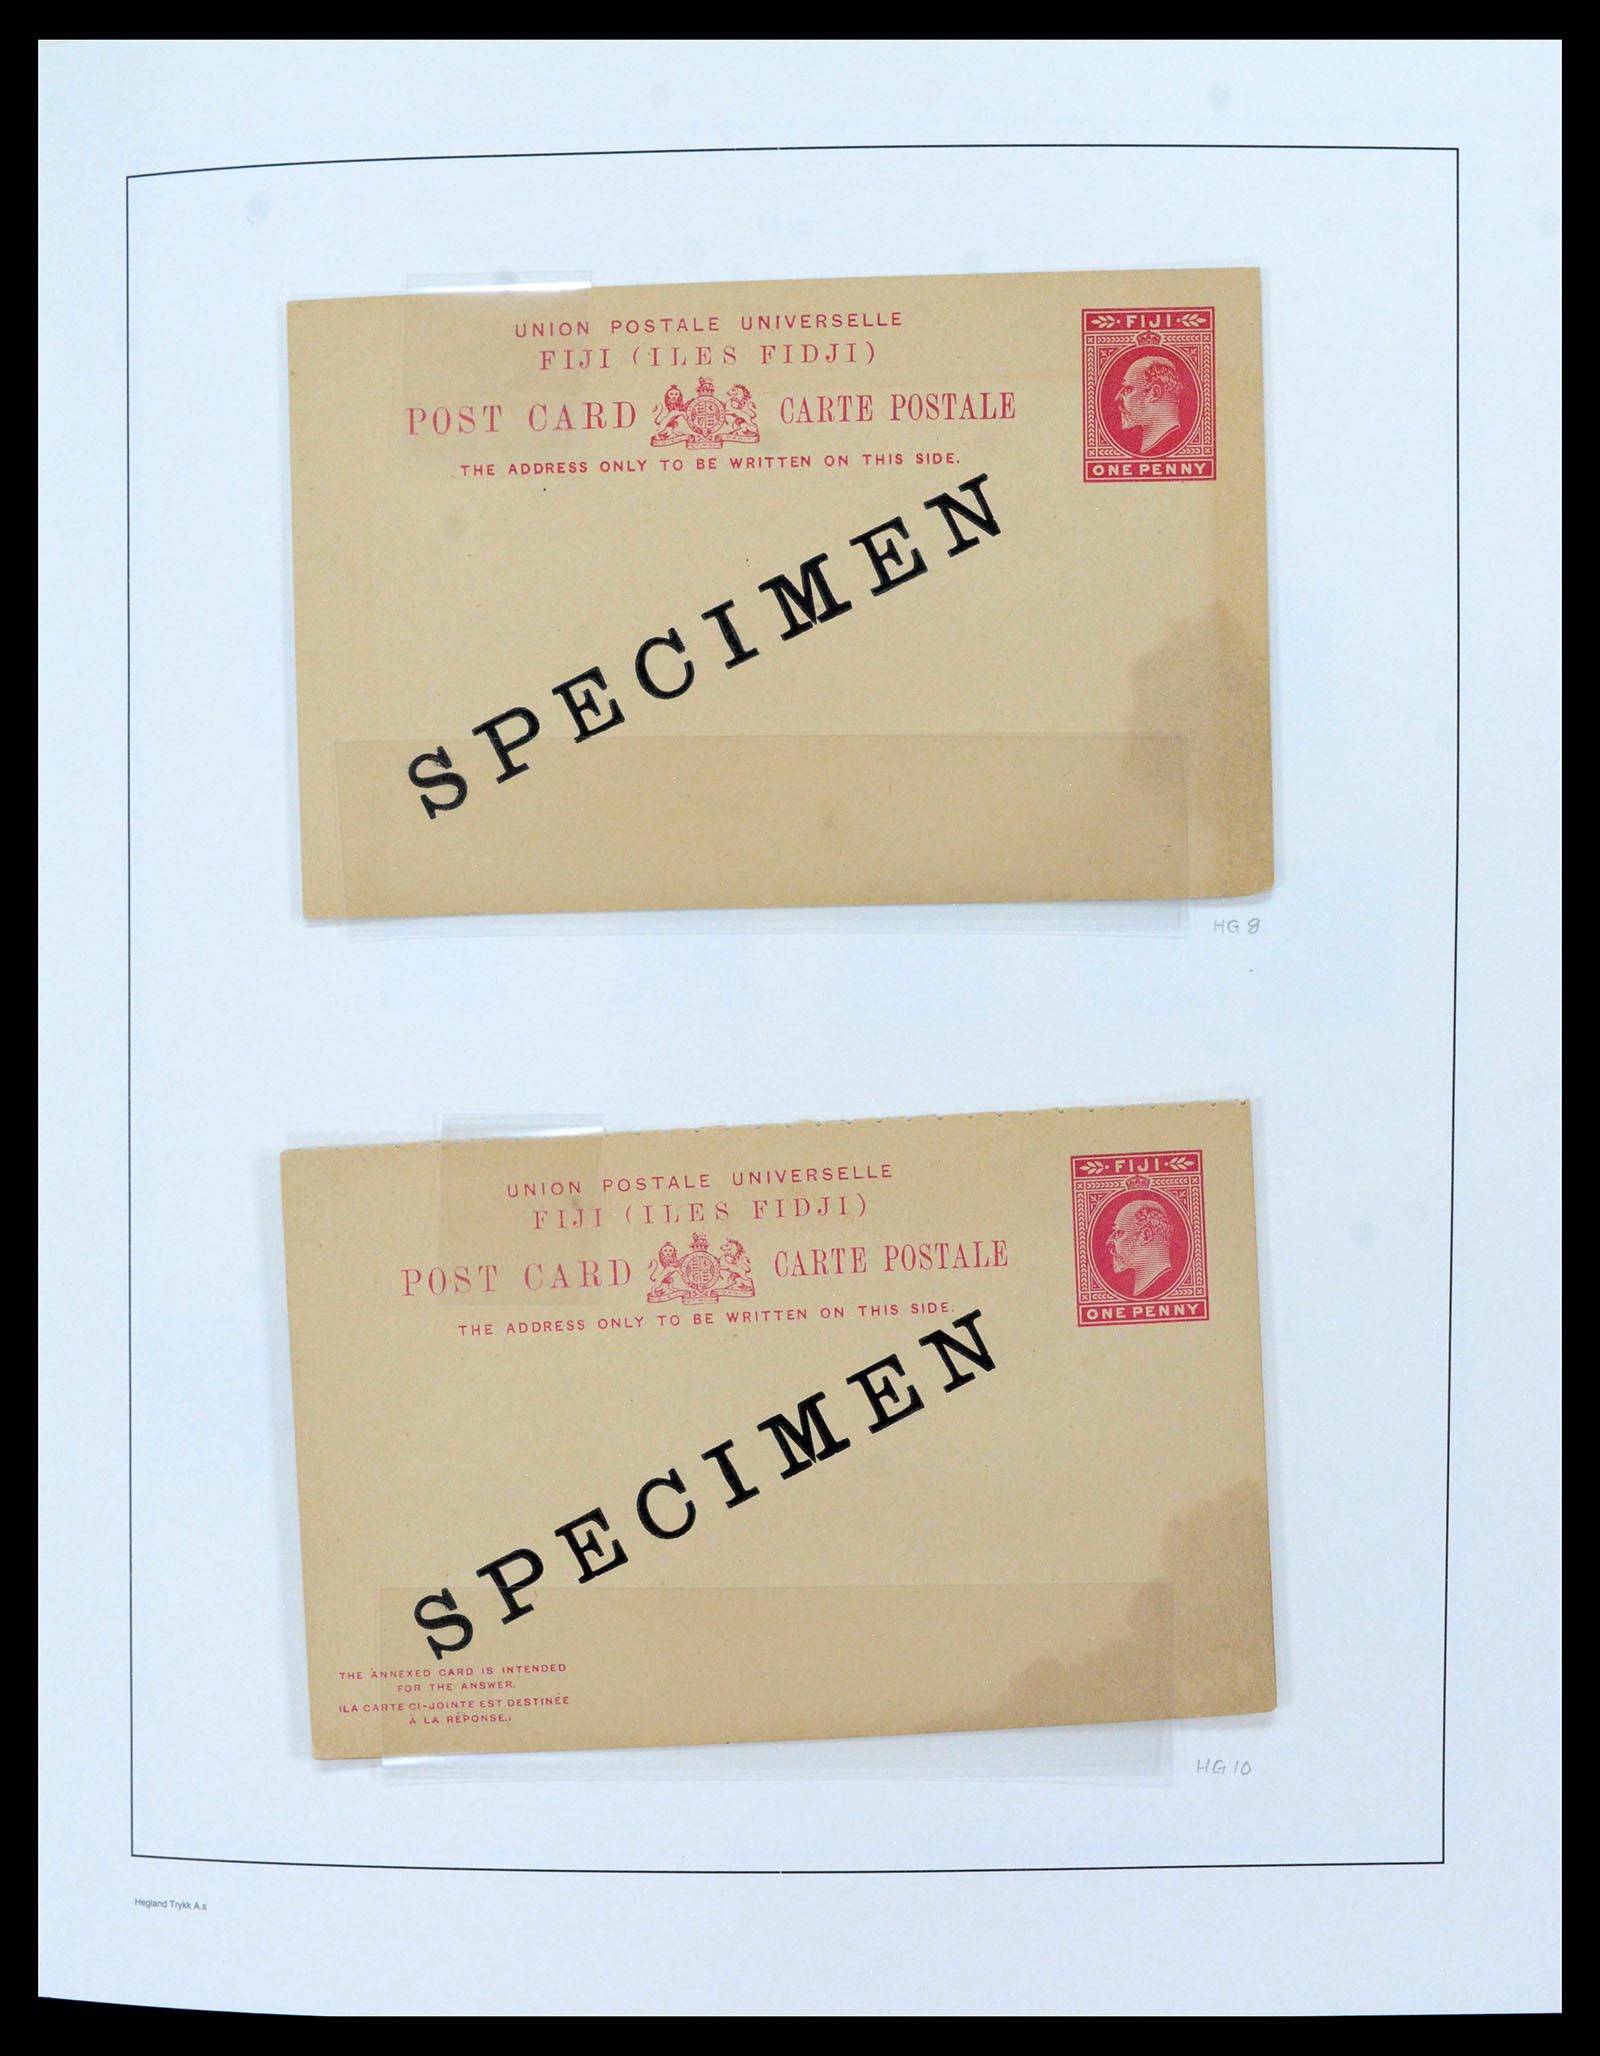 UNION POSTALE UNIVERSELLE
FIJI (ILES FIDJI)
POST CARD CARTE POSTALE
THE ADDRESS ONLY TO BE WRITTEN ON THIS SIDE.
FIJI
ONE PENNY
SPECIMEN
HG 8
UNION POSTALE UNIVERSELLE
FIJI (ILES FIDJI)
POST CARD CARTE POSTALE
THE ADDRESS ONLY TO BE WRITTEN ON THIS SIDE.
FIJI
ONE PENNY
SPECIMEN
THE ANNEXED CARD IS INTENDED
FOR THE ANSWER.
(LA CARTE CI-JOINTE EST DESTINÉE
À LA RÉPONSE.)
HG 10
Hegland Trykk A.s